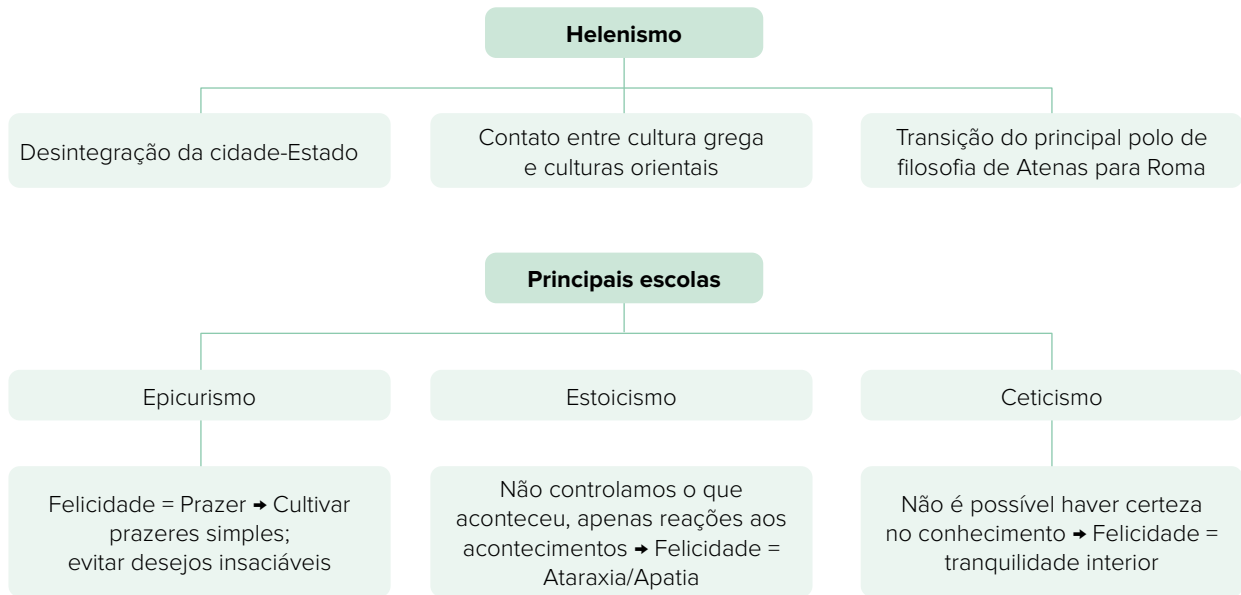 Helenismo
Desintegração da cidade-Estado
Contato entre cultura grega
e culturas orientais
Transição do principal polo de
filosofia de Atenas para Roma
Principais escolas
Epicurismo
Estoicismo
Ceticismo
Felicidade = Prazer → Cultivar
prazeres simples;
evitar desejos insaciáveis
Não controlamos o que
aconteceu, apenas reações aos
acontecimentos → Felicidade =
Ataraxia/Apatia
Não é possível haver certeza
no conhecimento → Felicidade =
tranquilidade interior